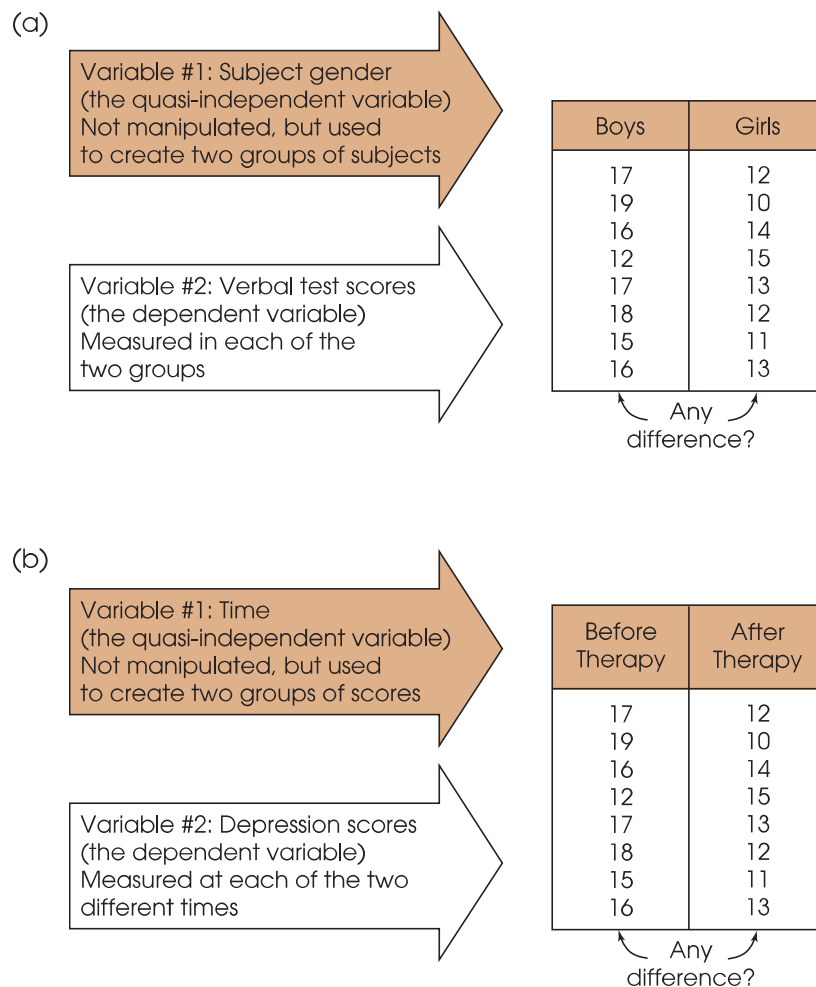 (a)
Variable #1: Subject gender
(the quasi-independent variable)
Not manipulated, but used
to create two groups of subjects
Variable #2: Verbal test scores
(the dependent variable)
Measured in each of the
two groups
Boys Girls
17 12
19 10
16 14
12 15
17 13
18 12
15 11
16 13
Any
difference?
(b)
Variable #1: Time
(the quasi-independent variable)
Not manipulated, but used
to create two groups of scores
Variable #2: Depression scores
(the dependent variable)
Measured at each of the two
different times
Before After
Therapy Therapy
17 12
19 10
16 14
12 15
17 13
18 12
15 11
16 13
Any
difference?